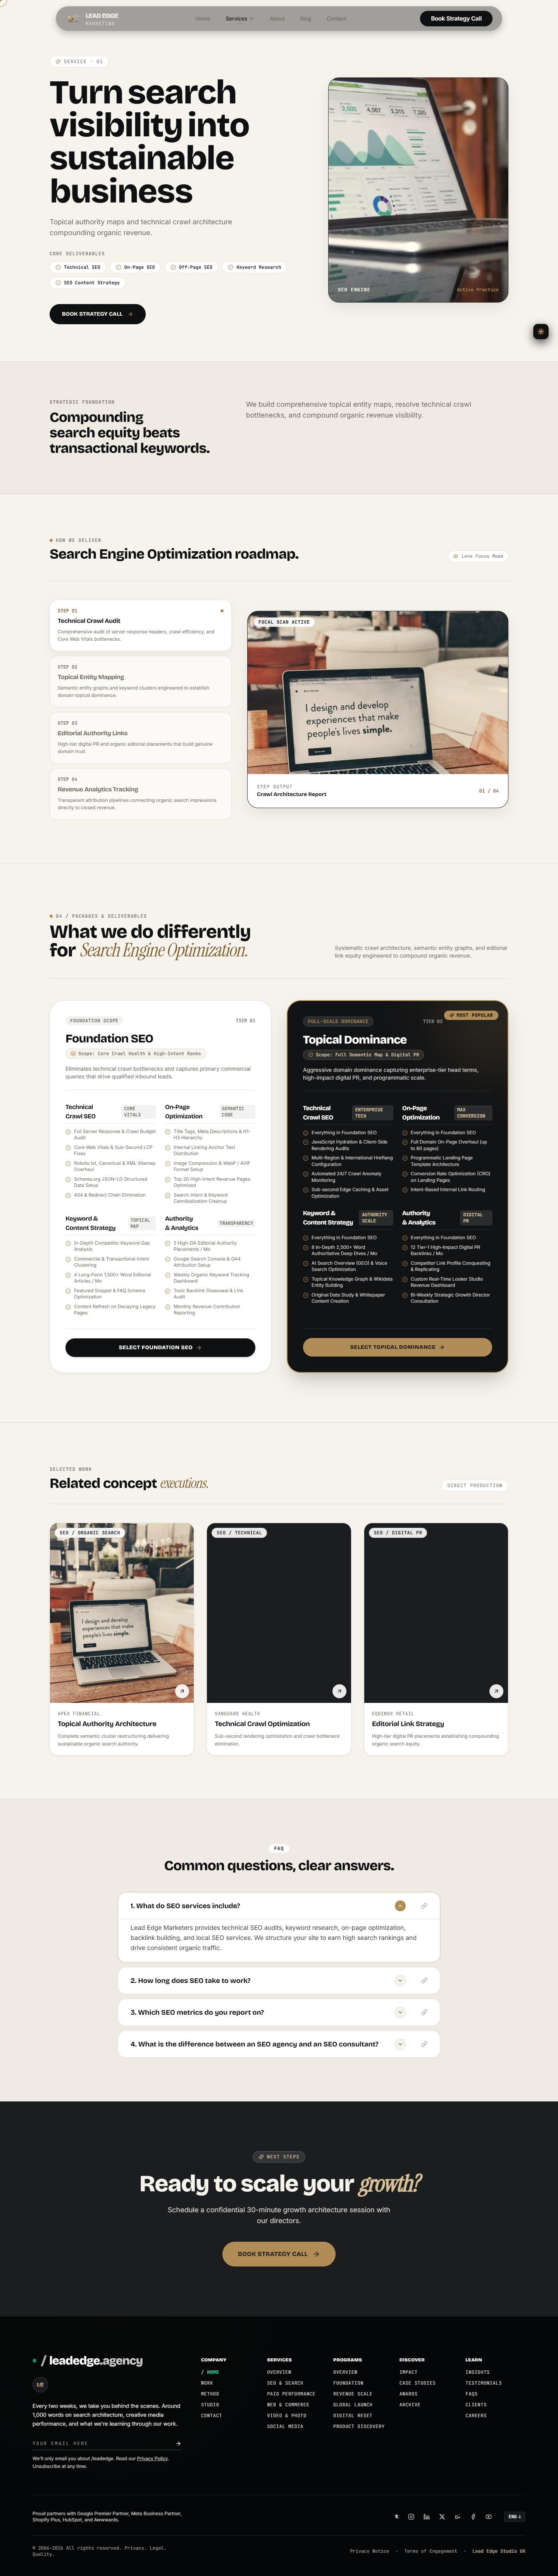 LEAD EDGE
MARKETING
Home
Services
About
Blog
Contact
Book Strategy Call
SERVICE · 01
Turn search
visibility into
sustainable
business
Topical authority maps and technical crawl architecture
compounding organic revenue.
CORE DELIVERABLES
Technical SEO
On-Page SEO
Off-Page SEO
Keyword Research
SEO Content Strategy
BOOK STRATEGY CALL
SEO ENGINE
Active Practice
STRATEGIC FOUNDATION
Compounding
search equity beats
transactional keywords.
We build comprehensive topical entity maps, resolve technical crawl
bottlenecks, and compound organic revenue visibility.
HOW WE DELIVER
Search Engine Optimization roadmap.
Lens Focus Mode
STEP 01
Technical Crawl Audit
Comprehensive audit of server response headers, crawl efficiency, and
Core Web Vitals bottlenecks.
STEP 02
Topical Entity Mapping
Semantic entity graphs and keyword clusters engineered to establish
domain topical dominance.
STEP 03
Editorial Authority Links
High-tier digital PR and organic editorial placements that build genuine
domain trust.
STEP 04
Revenue Analytics Tracking
Transparent attribution pipelines connecting organic search impressions
directly to closed revenue.
FOCAL SCAN ACTIVE
I design and develop
experiences that make
people's lives simple.
STEP OUTPUT
Crawl Architecture Report
01 / 04
04 / PACKAGES & DELIVERABLES
What we do differently
for Search Engine Optimization.
Systematic crawl architecture, semantic entity graphs, and editorial
link equity engineered to compound organic revenue.
FOUNDATION SCOPE
TIER 01
Foundation SEO
Scope: Core Crawl Health & High-Intent Ranks
Eliminates technical crawl bottlenecks and captures primary commercial
queries that drive qualified inbound leads.
Technical
Crawl SEO
CORE
VITALS
Full Server Response & Crawl Budget
Audit
Core Web Vitals & Sub-Second LCP
Fixes
Robots.txt, Canonical & XML Sitemap
Overhaul
Schema.org JSON-LD Structured
Data Setup
404 & Redirect Chain Elimination
On-Page
Optimization
SEMANTIC
CODE
Title Tags, Meta Descriptions & H1-
H3 Hierarchy
Internal Linking Anchor Text
Distribution
Image Compression & WebP / AVIF
Format Setup
Top 20 High-Intent Revenue Pages
Optimized
Search Intent & Keyword
Cannibalization Cleanup
Keyword &
Content Strategy
TOPICAL
MAP
In-Depth Competitor Keyword Gap
Analysis
Commercial & Transactional Intent
Clustering
4 Long-Form 1,500+ Word Editorial
Articles / Mo
Featured Snippet & FAQ Schema
Optimization
Content Refresh on Decaying Legacy
Pages
Authority
& Analytics
TRANSPARENCY
5 High-DA Editorial Authority
Placements / Mo
Google Search Console & GA4
Attribution Setup
Weekly Organic Keyword Tracking
Dashboard
Toxic Backlink Disavowal & Link
Audit
Monthly Revenue Contribution
Reporting
SELECT FOUNDATION SEO
MOST POPULAR
FULL-SCALE DOMINANCE
TIER 02
Topical Dominance
Scope: Full Semantic Map & Digital PR
Aggressive domain dominance capturing enterprise-tier head terms,
high-impact digital PR, and programmatic scale.
Technical
Crawl SEO
ENTERPRISE
TECH
Everything in Foundation SEO
JavaScript Hydration & Client-Side
Rendering Audits
Multi-Region & International Hreflang
Configuration
Automated 24/7 Crawl Anomaly
Monitoring
Sub-second Edge Caching & Asset
Optimization
On-Page
Optimization
MAX
CONVERSION
Everything in Foundation SEO
Full Domain On-Page Overhaul (up
to 60 pages)
Programmatic Landing Page
Template Architecture
Conversion Rate Optimization (CRO)
on Landing Pages
Intent-Based Internal Link Routing
Keyword &
Content Strategy
AUTHORITY
SCALE
Everything in Foundation SEO
8 In-Depth 2,500+ Word
Authoritative Deep Dives / Mo
AI Search Overview (GEO) & Voice
Search Optimization
Topical Knowledge Graph & Wikidata
Entity Building
Original Data Study & Whitepaper
Content Creation
Authority
& Analytics
DIGITAL
PR
Everything in Foundation SEO
12 Tier-1 High-Impact Digital PR
Backlinks / Mo
Competitor Link Profile Conquesting
& Replicating
Custom Real-Time Looker Studio
Revenue Dashboard
Bi-Weekly Strategic Growth Director
Consultation
SELECT TOPICAL DOMINANCE
SELECTED WORK
Related concept executions.
DIRECT PRODUCTION
SEO / ORGANIC SEARCH
I design and develop
experiences that make
people's lives simple.
APEX FINANCIAL
Topical Authority Architecture
Complete semantic cluster restructuring delivering
sustainable organic search authority.
SEO / TECHNICAL
VANGUARD HEALTH
Technical Crawl Optimization
Sub-second rendering optimization and crawl bottleneck
elimination.
SEO / DIGITAL PR
EQUINOX RETAIL
Editorial Link Strategy
High-tier digital PR placements establishing compounding
organic search equity.
FAQ
Common questions, clear answers.
1. What do SEO services include?
Lead Edge Marketers provides technical SEO audits, keyword research, on-page optimization,
backlink building, and local SEO services. We structure your site to earn high search rankings and
drive consistent organic traffic.
2. How long does SEO take to work?
3. Which SEO metrics do you report on?
4. What is the difference between an SEO agency and an SEO consultant?
NEXT STEPS
Ready to scale your growth?
Schedule a confidential 30-minute growth architecture session with
our directors.
BOOK STRATEGY CALL
/ leadedge.agency
LE
Every two weeks, we take you behind the scenes. Around
1,000 words on search architecture, creative media
performance, and what we're learning through our work.
YOUR EMAIL HERE
We'll only email you about /leadedge. Read our Privacy Policy.
Unsubscribe at any time.
COMPANY
/ HOME
WORK
METHOD
STUDIO
CONTACT
SERVICES
OVERVIEW
SEO & SEARCH
PAID PERFORMANCE
WEB & COMMERCE
VIDEO & PHOTO
SOCIAL MEDIA
PROGRAMS
OVERVIEW
FOUNDATION
REVENUE SCALE
GLOBAL LAUNCH
DIGITAL RESET
PRODUCT DISCOVERY
DISCOVER
IMPACT
CASE STUDIES
AWARDS
ARCHIVE
LEARN
INSIGHTS
TESTIMONIALS
FAQS
CLIENTS
CAREERS
Proud partners with Google Premier Partner, Meta Business Partner,
Shopify Plus, HubSpot, and Awwwards.
ENG
© 2006–2026 All rights reserved. Privacy. Legal.
Quality.
Privacy Notice · Terms of Engagement · Lead Edge Studio UK